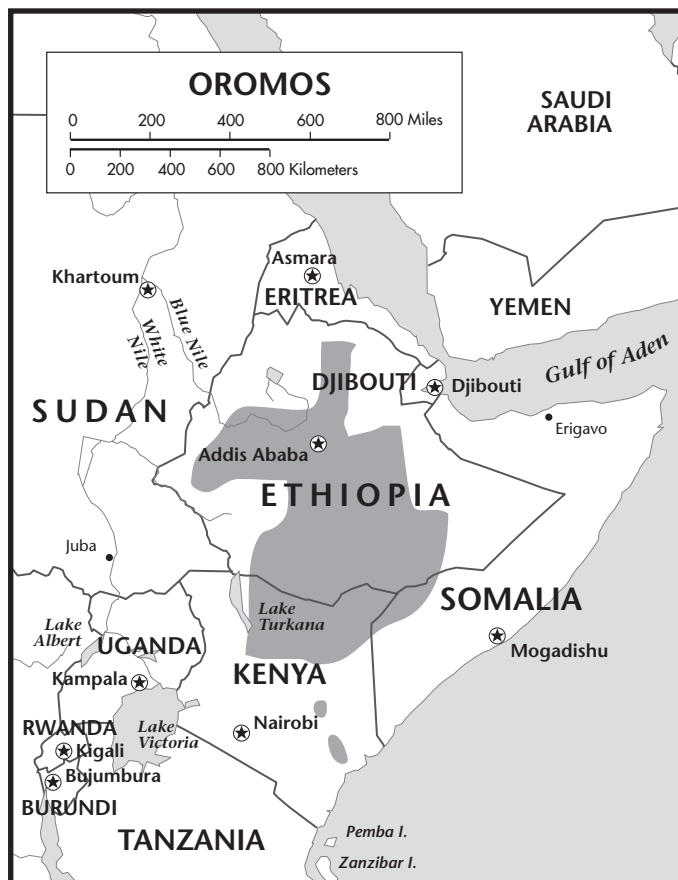 OROMOS
0 200 400 600 800 Miles
0 200 400 600 800 Kilometers
SAUDI
ARABIA
Asmara
Khartoum
ERITREA
YEMEN
Blue Nile
White
Nile
Gulf of Aden
DJIBOUTI
Djibouti
SUDAN
Erigavo
Addis Ababa
ETHIOPIA
Juba
SOMALIA
Lake
Turkana
Lake
Albert
UGANDA
Mogadishu
KENYA
Kampala
RWANDA
Lake
Victoria
Nairobi
Kigali
Bujumbura
BURUNDI
TANZANIA
Pemba I.
Zanzibar I.